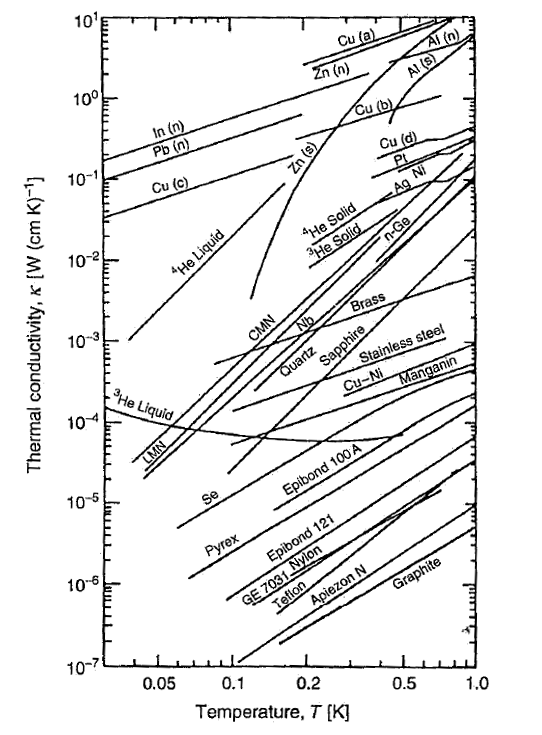 10¹
10⁰
10⁻¹
10⁻²
10⁻³
10⁻⁴
10⁻⁵
10⁻⁶
10⁻⁷
Thermal conductivity, κ [W (cm K)⁻¹]
Cu (a)
Al (n)
Zn (n)
Al (s)
Cu (b)
In (n)
Pb (n)
Zn (s)
Cu (d)
Pt
Cu (c)
Ag Ni
⁴He Solid
³He Solid
n-Ge
⁴He Liquid
CMN
Nb
Brass
Quartz
Sapphire
Stainless steel
Cu–Ni
Manganin
³He Liquid
LMN
Se
Epibond 100 A
Pyrex
Epibond 121
GE 7031
Nylon
Teflon
Apiezon N
Graphite
0.05
0.1
0.2
0.5
1.0
Temperature, T [K]